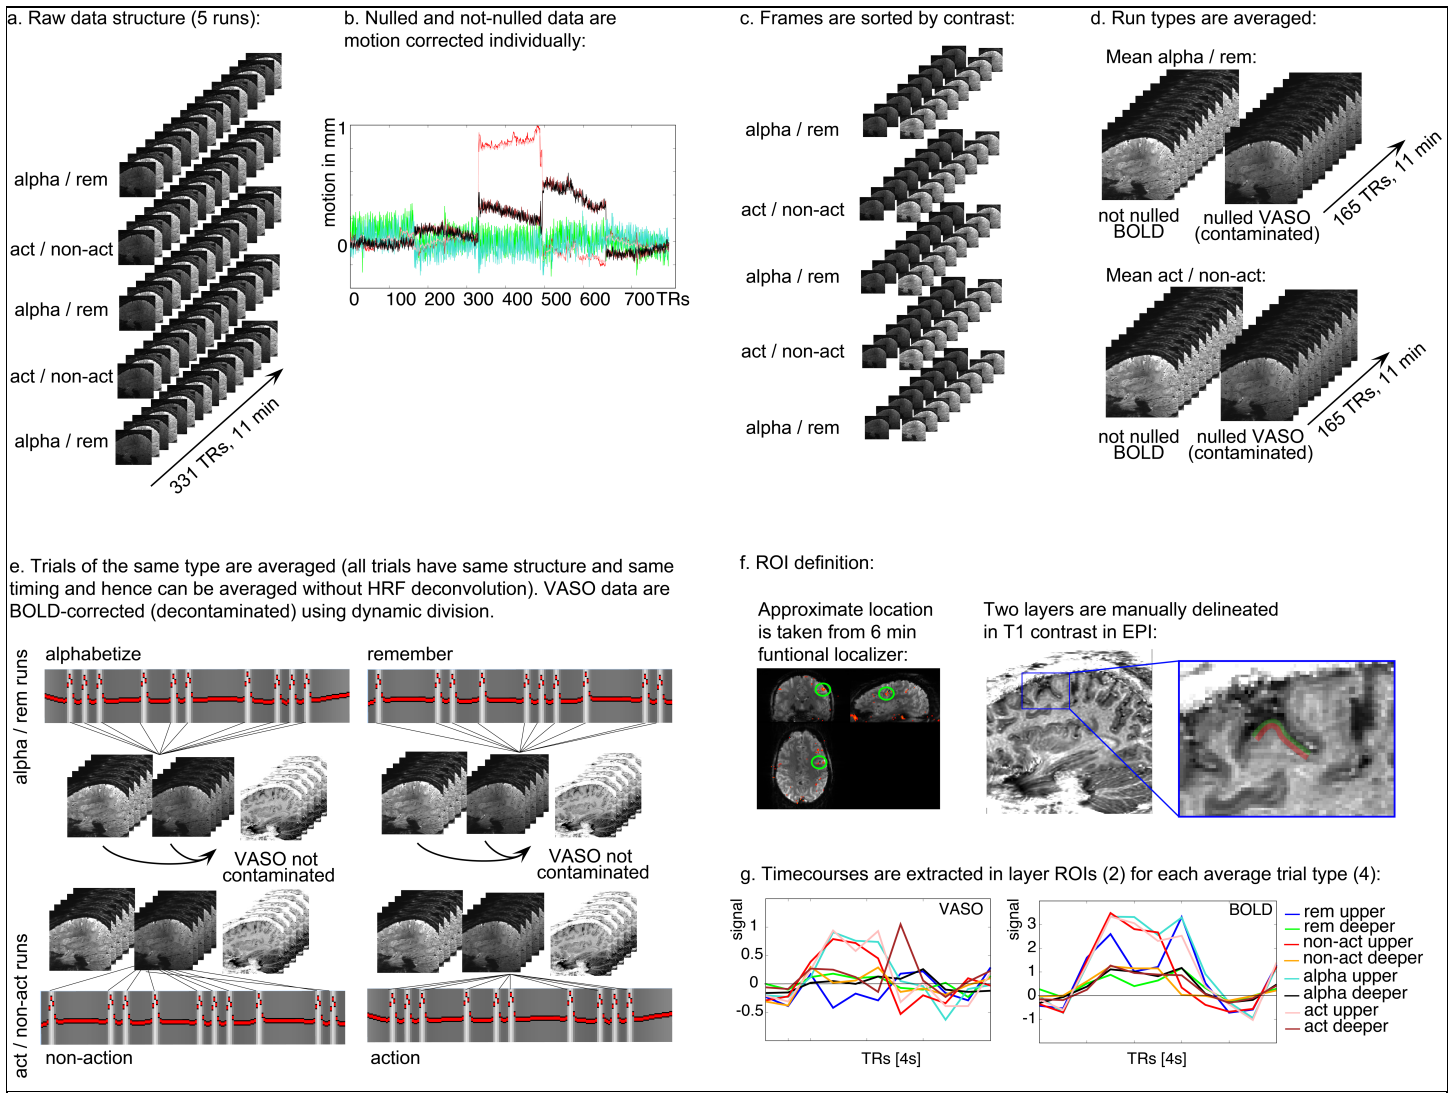 a. Raw data structure (5 runs):
alpha / rem
act / non-act
alpha / rem
act / non-act
alpha / rem
331 TRs, 11 min
b. Nulled and not-nulled data are
motion corrected individually:
motion in mm
1
0
0 100 200 300 400 500 600 700 TRs
c. Frames are sorted by contrast:
alpha / rem
act / non-act
alpha / rem
act / non-act
alpha / rem
d. Run types are averaged:
Mean alpha / rem:
not nulled
BOLD
nulled VASO
(contaminated)
165 TRs, 11 min
Mean act / non-act:
not nulled
BOLD
nulled VASO
(contaminated)
165 TRs, 11 min
e. Trials of the same type are averaged (all trials have same structure and same
timing and hence can be averaged without HRF deconvolution). VASO data are
BOLD-corrected (decontaminated) using dynamic division.
alpha / rem runs
alphabetize
remember
VASO not
contaminated
VASO not
contaminated
act / non-act runs
non-action
action
f. ROI definition:
Approximate location
is taken from 6 min
funtional localizer:
Two layers are manually delineated
in T1 contrast in EPI:
g. Timecourses are extracted in layer ROIs (2) for each average trial type (4):
signal
VASO
1
0.5
0
-0.5
TRs [4s]
signal
BOLD
3
2
1
0
-1
TRs [4s]
rem upper
rem deeper
non-act upper
non-act deeper
alpha upper
alpha deeper
act upper
act deeper